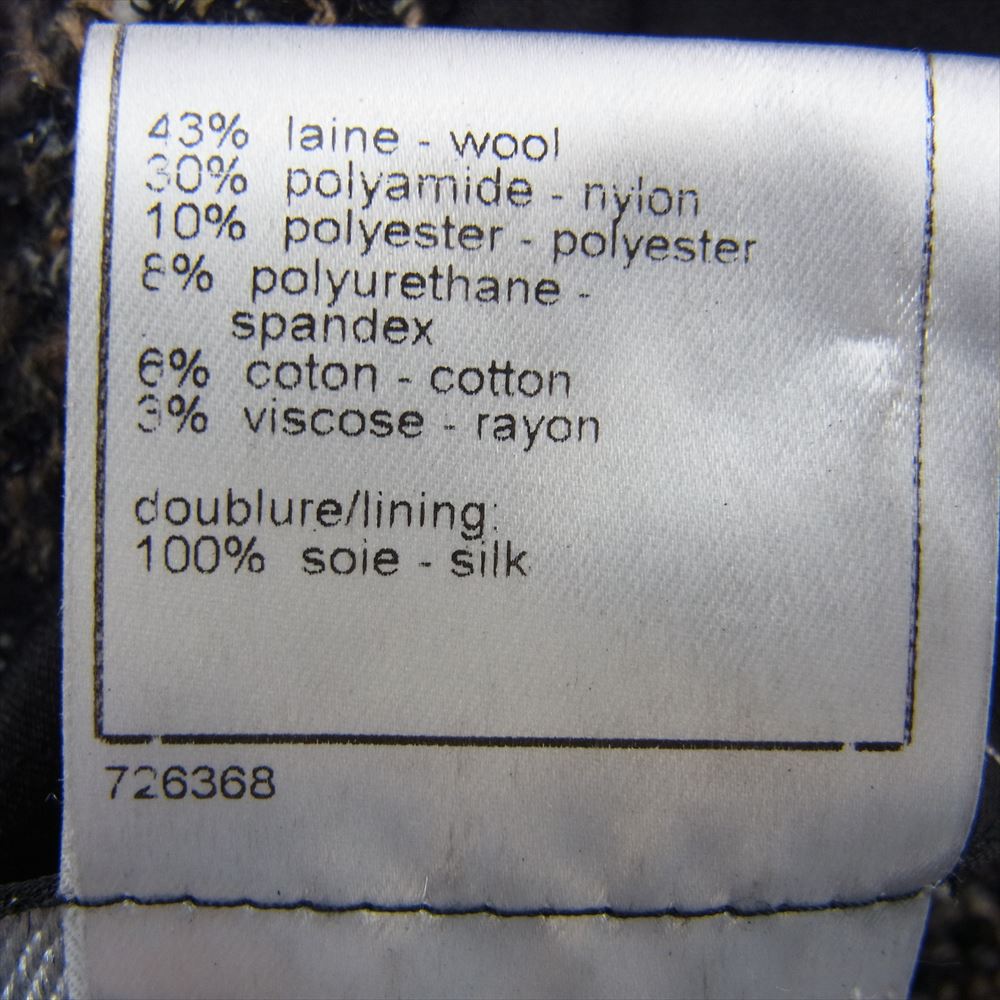 43% laine - wool
30% polyamide - nylon
10% polyester - polyester
8% polyurethane -
spandex
6% coton - cotton
3% viscose - rayon
doublure/lining:
100% soie - silk
726368